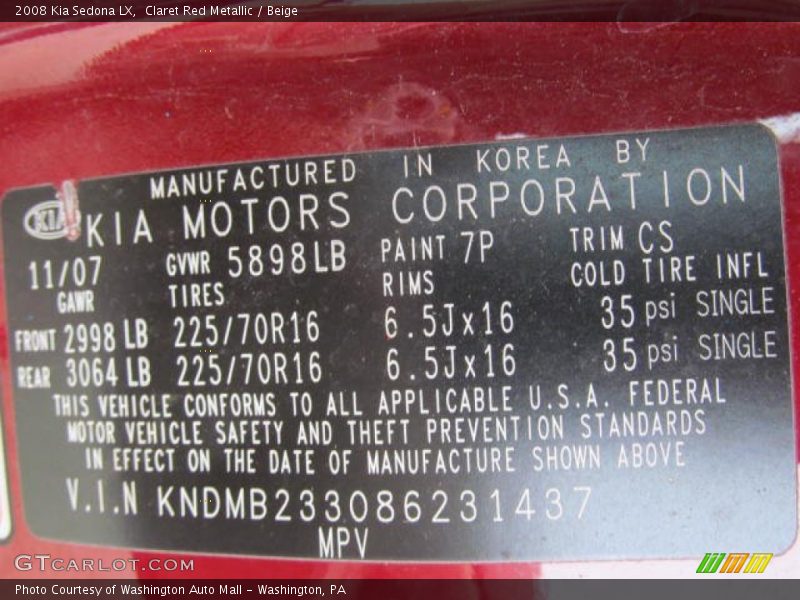 2008 Kia Sedona LX,  Claret Red Metallic / Beige
MANUFACTURED IN KOREA BY
KIA KIA MOTORS CORPORATION
11/07 GVWR 5898LB PAINT 7P TRIM CS
GAWR TIRES RIMS COLD TIRE INFL
FRONT 2998 LB 225/70R16 6.5Jx16 35 psi SINGLE
REAR 3064 LB 225/70R16 6.5Jx16 35 psi SINGLE
THIS VEHICLE CONFORMS TO ALL APPLICABLE U.S.A. FEDERAL
MOTOR VEHICLE SAFETY AND THEFT PREVENTION STANDARDS
IN EFFECT ON THE DATE OF MANUFACTURE SHOWN ABOVE
V.I.N KNDMB233086231437
MPV
GTCARLOT.COM
Photo Courtesy of Washington Auto Mall - Washington, PA